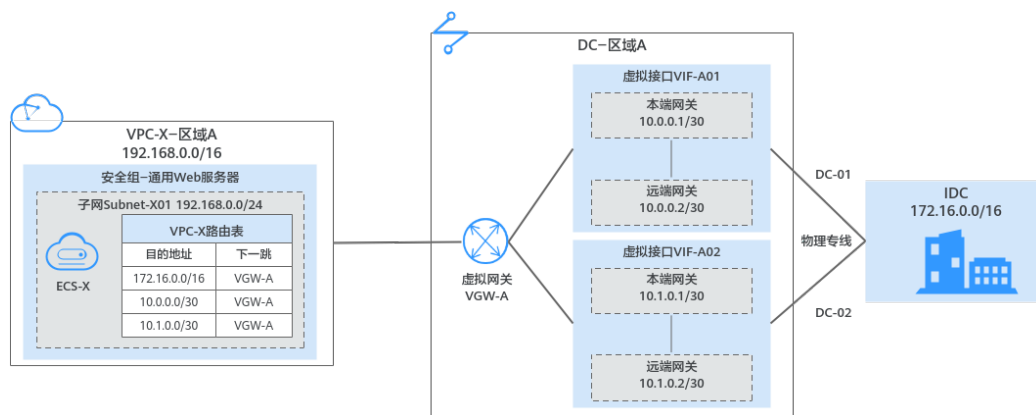 DC-区域A
虚拟接口VIF-A01
本端网关
10.0.0.1/30
远端网关
10.0.0.2/30
VPC-X-区域A
192.168.0.0/16
安全组-通用Web服务器
子网Subnet-X01 192.168.0.0/24
VPC-X路由表
目的地址 下一跳
172.16.0.0/16 VGW-A
10.0.0.0/30 VGW-A
10.1.0.0/30 VGW-A
ECS-X
虚拟网关
VGW-A
虚拟接口VIF-A02
本端网关
10.1.0.1/30
远端网关
10.1.0.2/30
DC-01
物理专线
DC-02
IDC
172.16.0.0/16